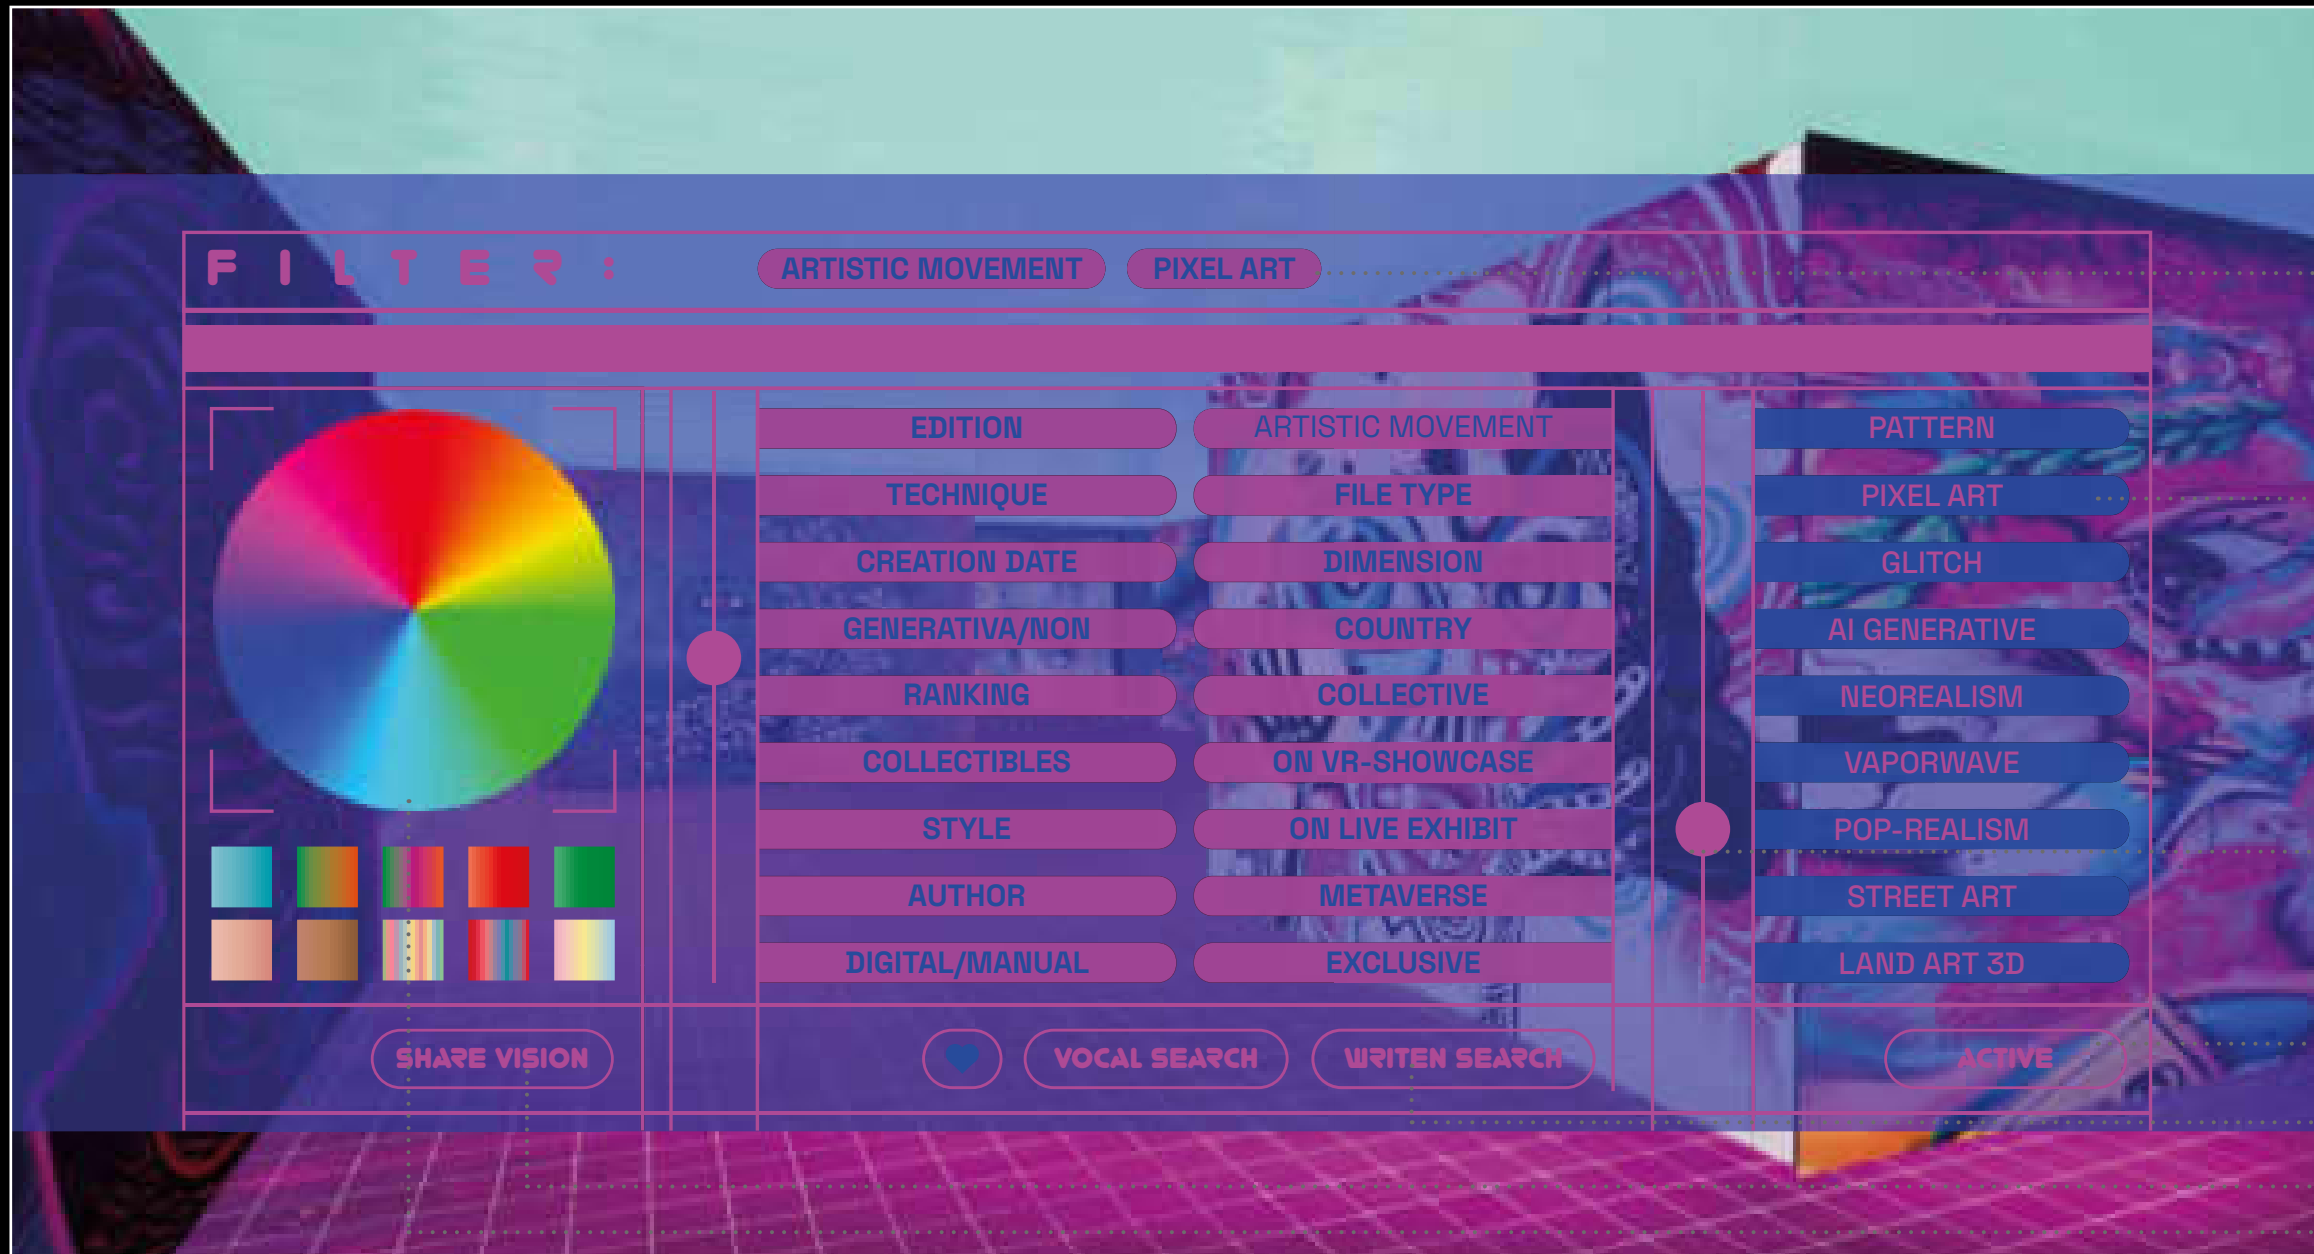 FILTER: ARTISTIC MOVEMENT PIXEL ART
EDITION ARTISTIC MOVEMENT PATTERN
TECHNIQUE FILE TYPE PIXEL ART
CREATION DATE DIMENSION GLITCH
GENERATIVA/NON COUNTRY AI GENERATIVE
RANKING COLLECTIVE NEOREALISM
COLLECTIBLES ON VR-SHOWCASE VAPORWAVE
STYLE ON LIVE EXHIBIT POP-REALISM
AUTHOR METAVERSE STREET ART
DIGITAL/MANUAL EXCLUSIVE LAND ART 3D
SHARE VISION VOCAL SEARCH WRITEN SEARCH ACTIVE